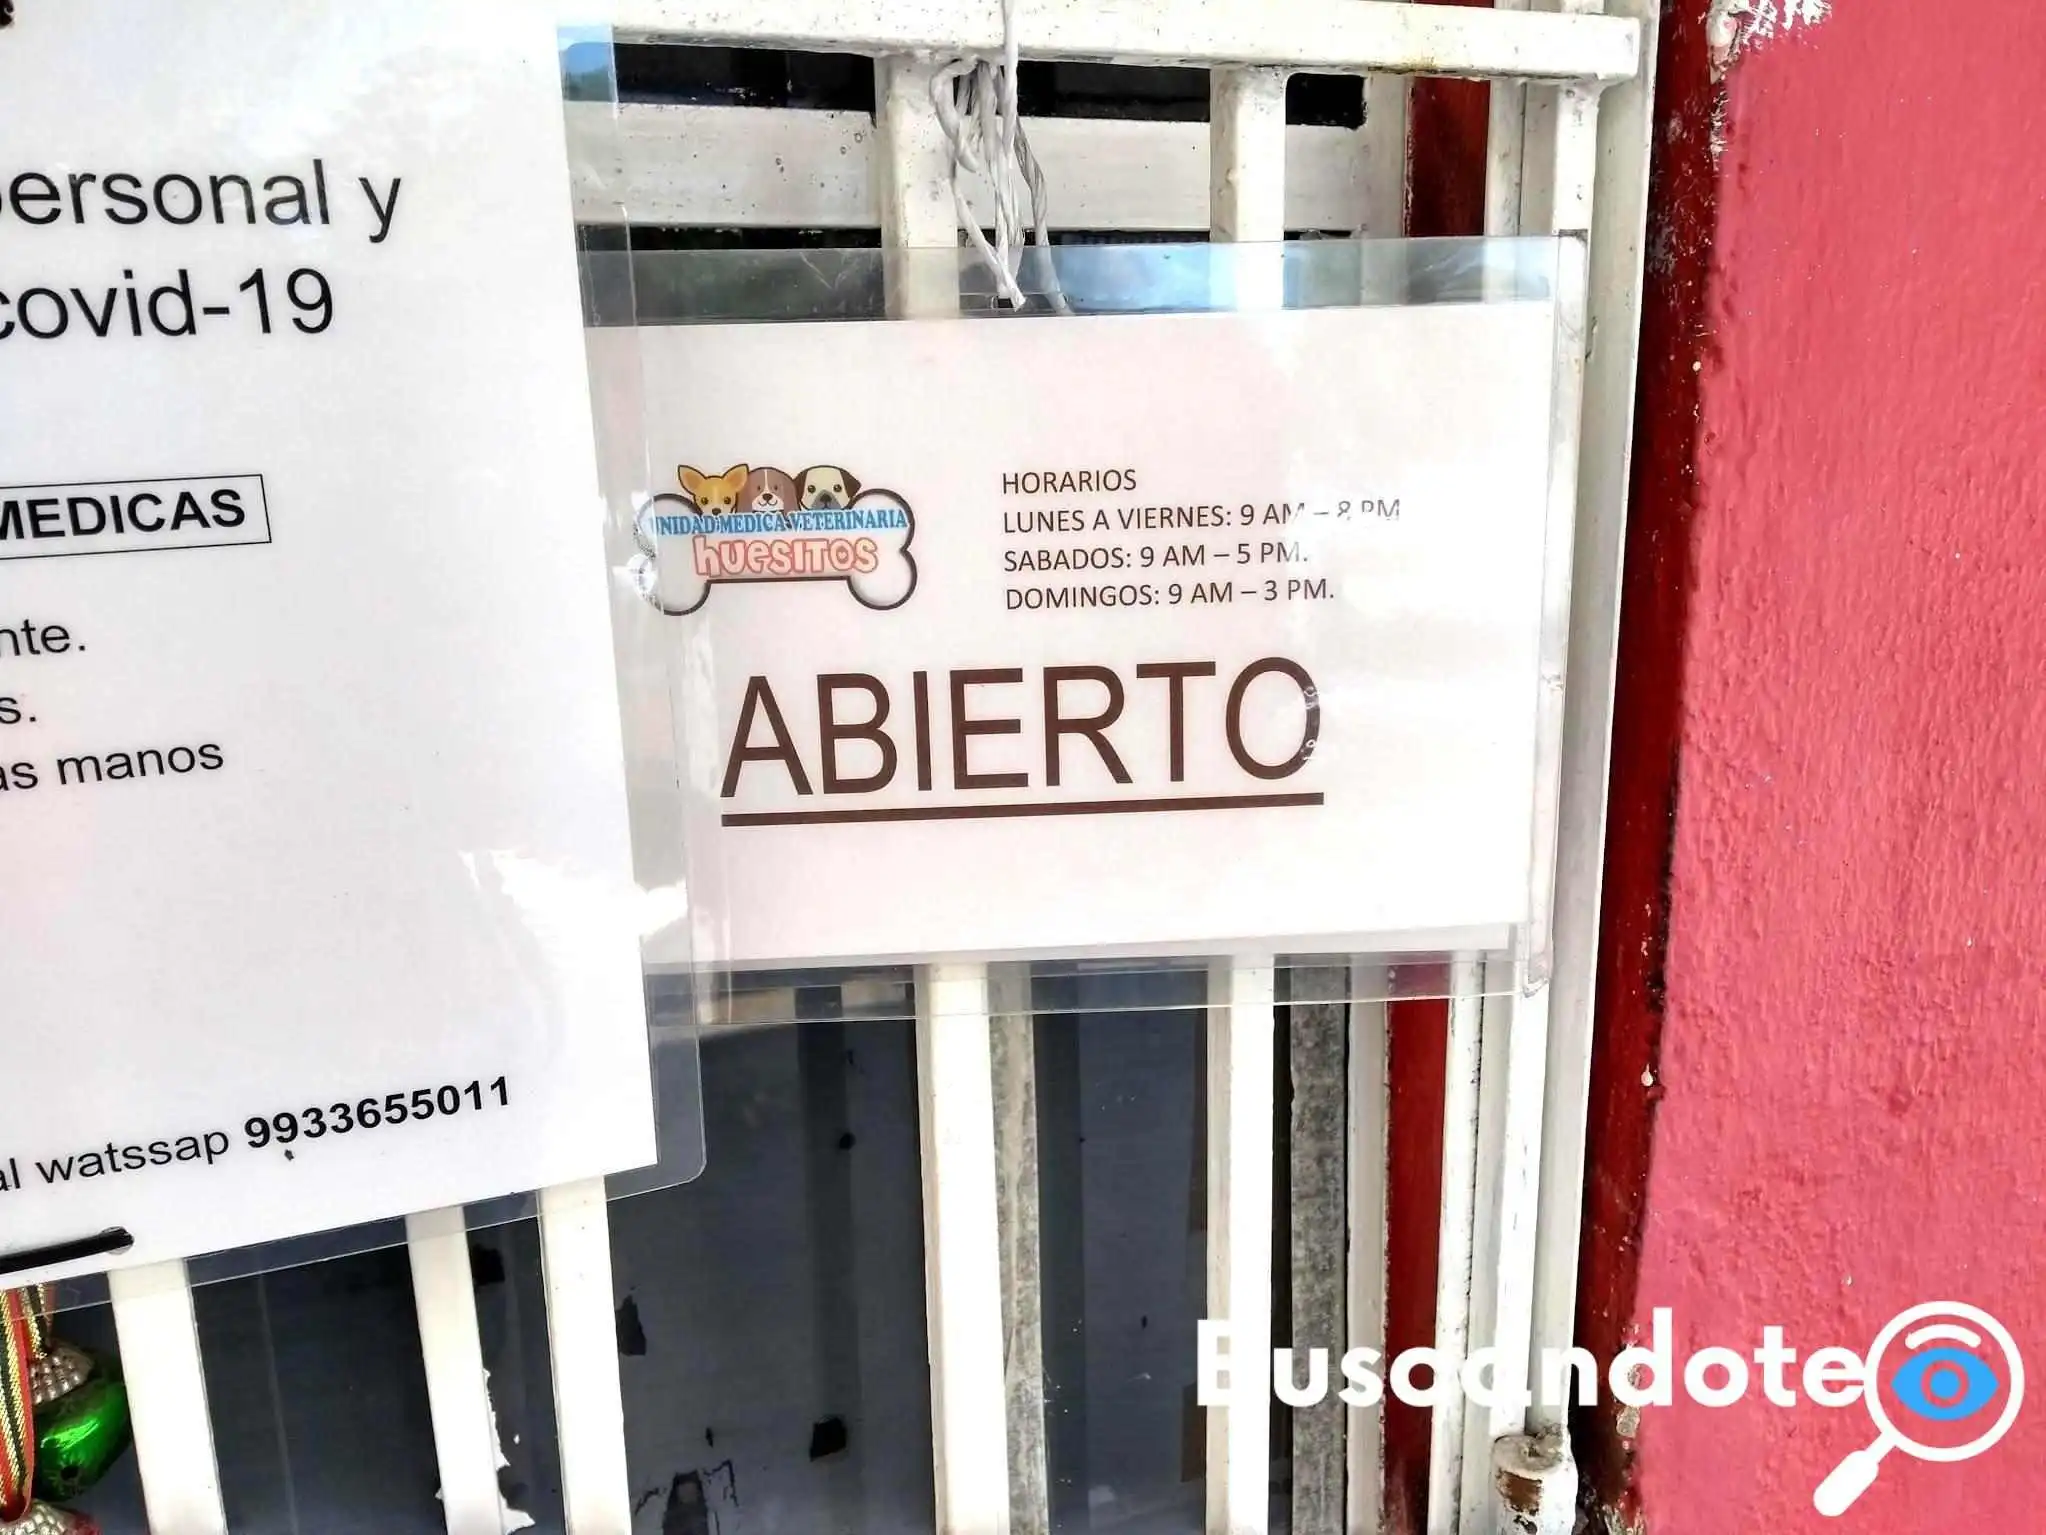 ersonal y
covid-19
MEDICAS
nte.
s.
as manos
al watssap 9933655011
UNIDAD MEDICA VETERINARIA
huesitos
HORARIOS
LUNES A VIERNES: 9 AM – 8 PM
SABADOS: 9 AM – 5 PM.
DOMINGOS: 9 AM – 3 PM.
ABIERTO
Buscandote